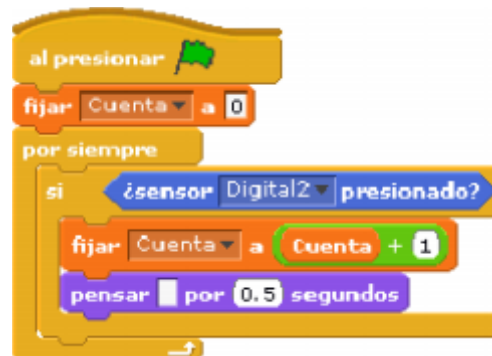 al presionar
fijar Cuenta a 0
por siempre
si ¿sensor Digital2 presionado?
fijar Cuenta a Cuenta + 1
pensar por 0.5 segundos